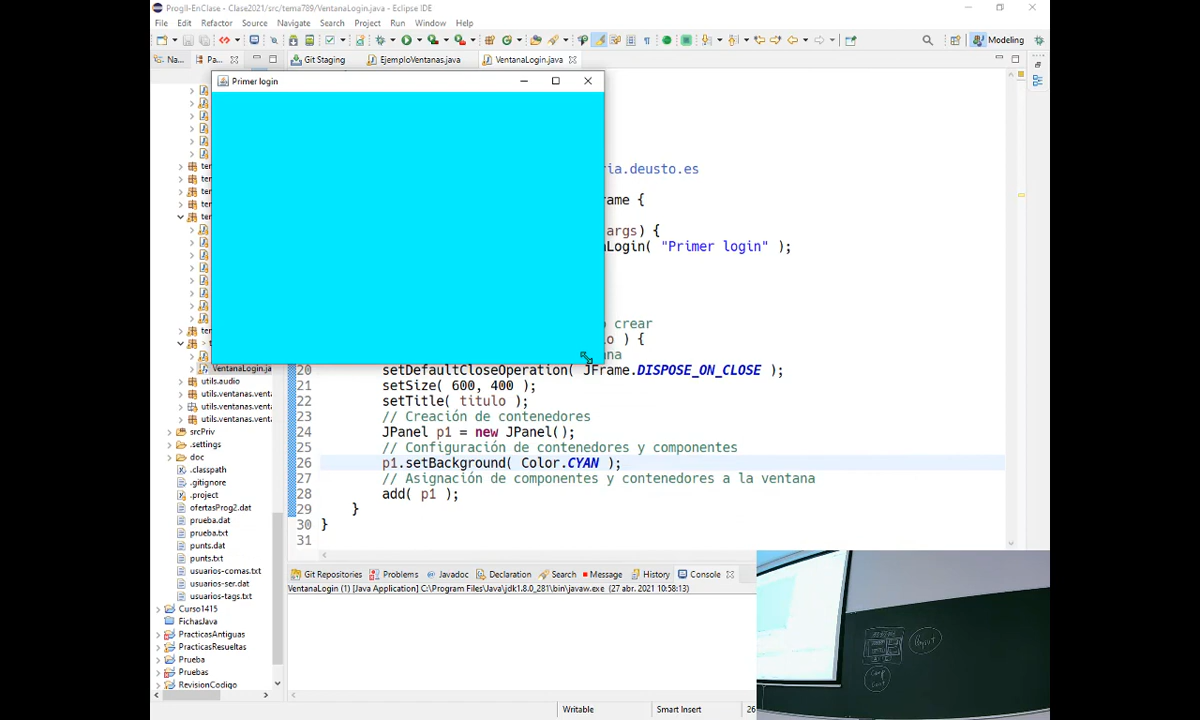 ProgII-EnClase - Clase2021/src/tema789/VentanaLogin.java - Eclipse IDE
File Edit Refactor Source Navigate Search Project Run Window Help
Modeling
Na... Pa... Git Staging EjemploVentanas.java VentanaLogin.java
Primer login
ria.deusto.es
ame {
args) {
nLogin( "Primer login" );
o crear
lo ) {
ana
20 setDefaultCloseOperation( JFrame.DISPOSE_ON_CLOSE );
21 setSize( 600, 400 );
22 setTitle( titulo );
23 // Creación de contenedores
24 JPanel p1 = new JPanel();
25 // Configuración de contenedores y componentes
26 p1.setBackground( Color.CYAN );
27 // Asignación de componentes y contenedores a la ventana
28 add( p1 );
29 }
30 }
31
VentanaLogin.ja
utils.audio
utils.ventanas.venta
utils.ventanas.venta
utils.ventanas.venta
srcPriv
.settings
doc
.classpath
.gitignore
.project
ofertasProg2.dat
prueba.dat
prueba.txt
punts.dat
punts.txt
usuarios-comas.txt
usuarios-ser.dat
usuarios-tags.txt
Curso1415
FichasJava
PracticasAntiguas
PracticasResueltas
Prueba
Pruebas
RevisionCodigo
Git Repositories Problems Javadoc Declaration Search Message History Console
VentanaLogin (1) [Java Application] C:\Program Files\Java\jdk1.8.0_281\bin\javaw.exe (27 abr. 2021 10:58:13)
Writable Smart Insert 26